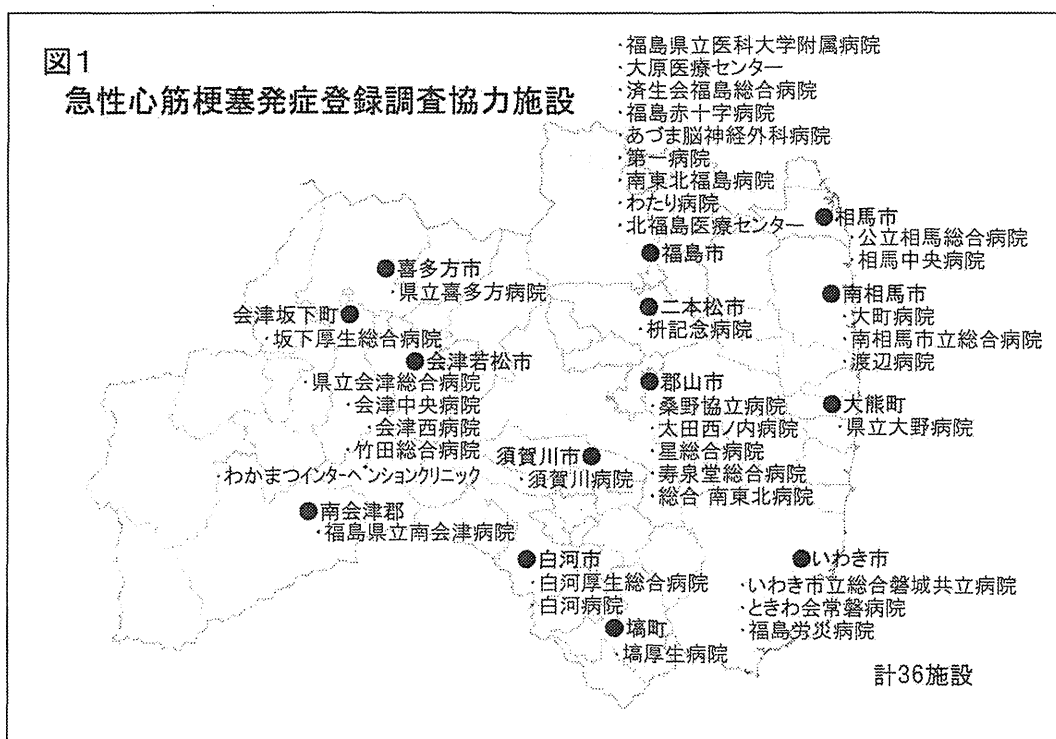 図1
急性心筋梗塞発症登録調査協力施設
・福島県立医科大学附属病院
・大原医療センター
・済生会福島総合病院
・福島赤十字病院
・あづま脳神経外科病院
・第一病院
・南東北福島病院
・わたり病院
・北福島医療センター
●福島市
●相馬市
・公立相馬総合病院
・相馬中央病院
●喜多方市
・県立喜多方病院
●二本松市
・枡記念病院
●南相馬市
・大町病院
・南相馬市立総合病院
・渡辺病院
会津坂下町●
・坂下厚生総合病院
●会津若松市
・県立会津総合病院
・会津中央病院
・会津西病院
・竹田総合病院
・わかまつインターベンションクリニック
●郡山市
・桑野協立病院
・太田西ノ内病院
・星総合病院
・寿泉堂総合病院
・総合 南東北病院
●大熊町
・県立大野病院
須賀川市●
・須賀川病院
●南会津郡
・福島県立南会津病院
●白河市
・白河厚生総合病院
・白河病院
●いわき市
・いわき市立総合磐城共立病院
・ときわ会常磐病院
・福島労災病院
●塙町
・塙厚生病院
計36施設